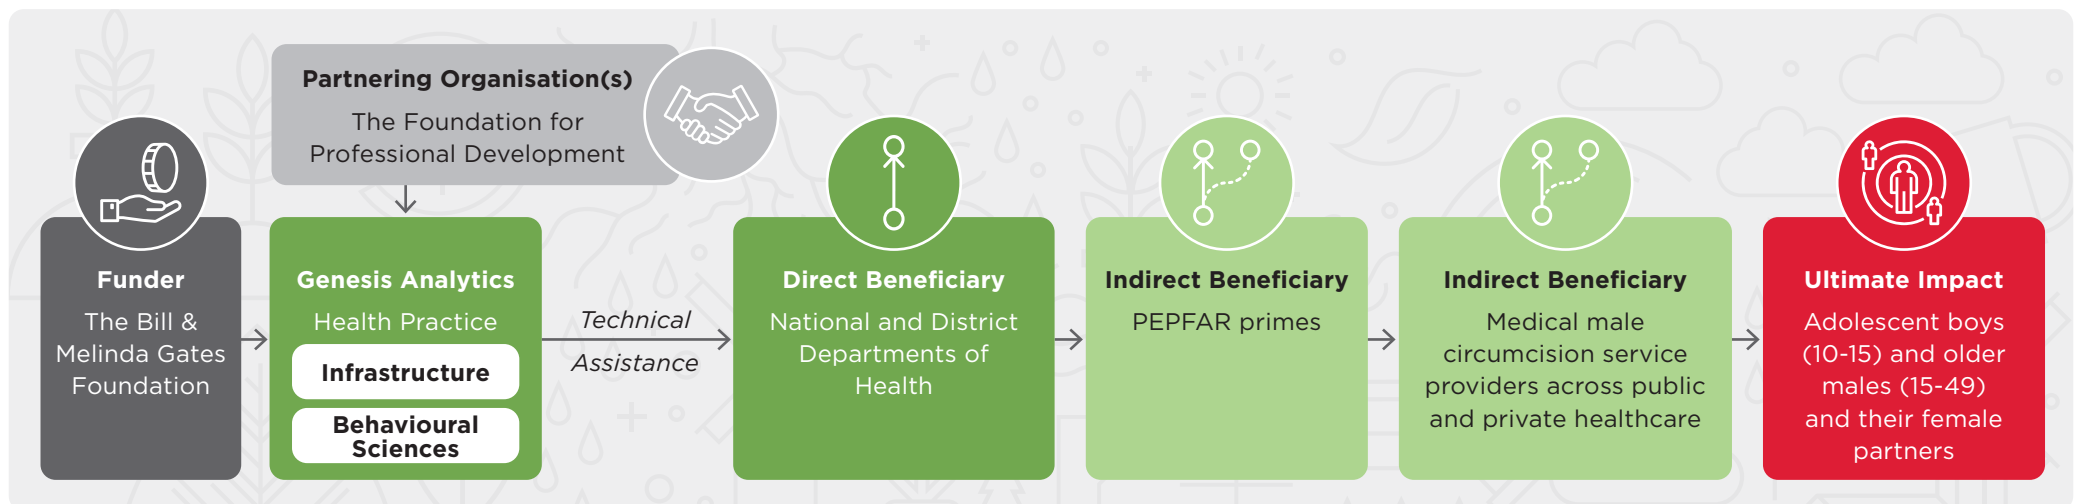 Partnering Organisation(s)
The Foundation for
Professional Development
Funder
The Bill &
Melinda Gates
Foundation
Genesis Analytics
Health Practice
Infrastructure
Behavioural
Sciences
Technical
Assistance
Direct Beneficiary
National and District
Departments of
Health
Indirect Beneficiary
PEPFAR primes
Indirect Beneficiary
Medical male
circumcision service
providers across public
and private healthcare
Ultimate Impact
Adolescent boys
(10-15) and older
males (15-49)
and their female
partners